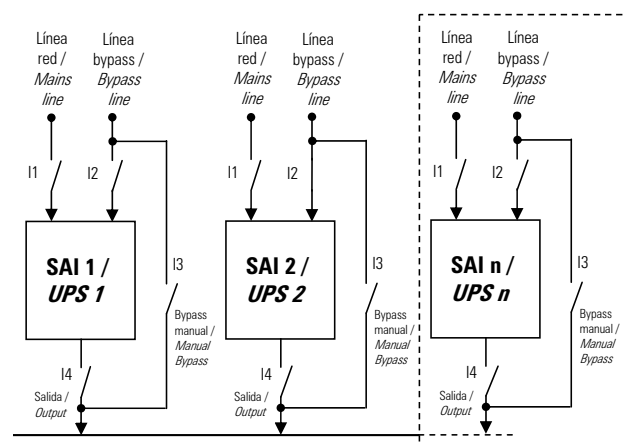 Línea
red /
Mains
line
Línea
bypass /
Bypass
line
I1
I2
SAI 1 /
UPS 1
I3
Bypass
manual /
Manual
Bypass
I4
Salida /
Output
Línea
red /
Mains
line
Línea
bypass /
Bypass
line
I1
I2
SAI 2 /
UPS 2
I3
Bypass
manual /
Manual
Bypass
I4
Salida /
Output
Línea
red /
Mains
line
Línea
bypass /
Bypass
line
I1
I2
SAI n /
UPS n
I3
Bypass
manual /
Manual
Bypass
I4
Salida /
Output